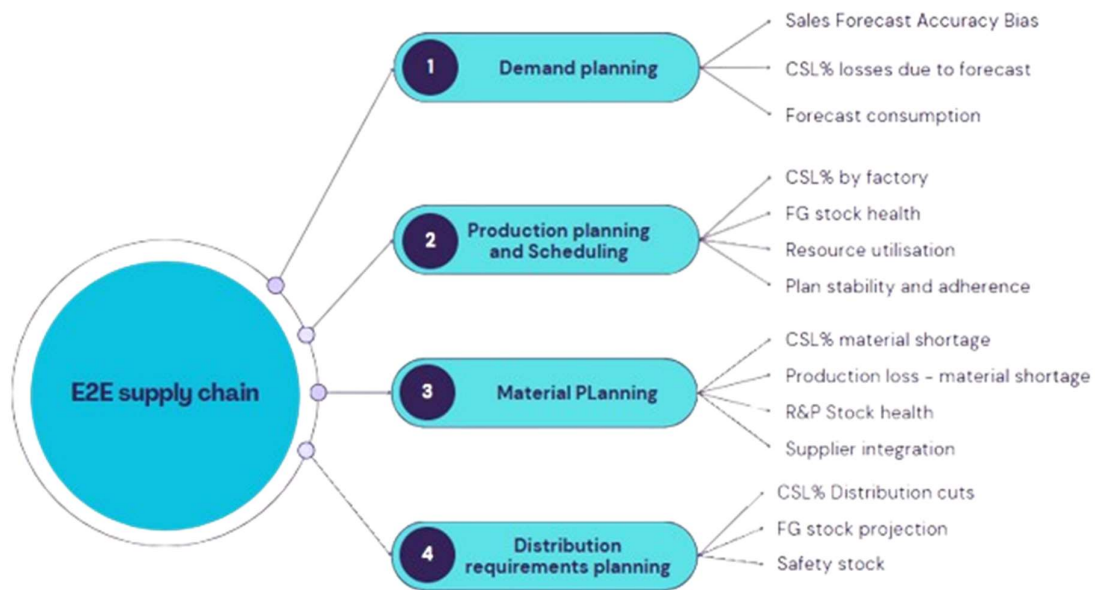 E2E supply chain
1
Demand planning
Sales Forecast Accuracy Bias
CSL% losses due to forecast
Forecast consumption
2
Production planning
and Scheduling
CSL% by factory
FG stock health
Resource utilisation
Plan stability and adherence
3
Material PLanning
CSL% material shortage
Production loss - material shortage
R&P Stock health
Supplier integration
4
Distribution
requirements planning
CSL% Distribution cuts
FG stock projection
Safety stock